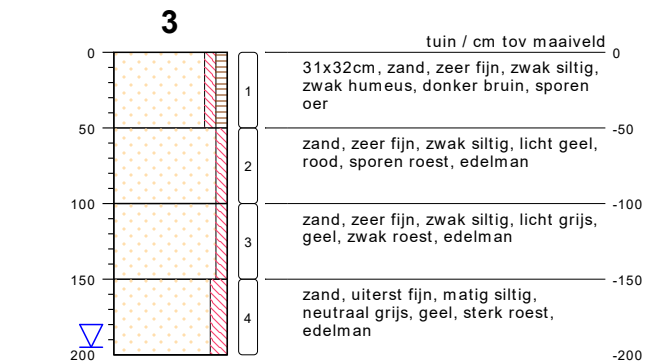 3
tuin / cm tov maaiveld
0 0
31x32cm, zand, zeer fijn, zwak siltig,
zwak humeus, donker bruin, sporen
oer
1
50 -50
zand, zeer fijn, zwak siltig, licht geel,
rood, sporen roest, edelman
2
100 -100
zand, zeer fijn, zwak siltig, licht grijs,
geel, zwak roest, edelman
3
150 -150
zand, uiterst fijn, matig siltig,
neutraal grijs, geel, sterk roest,
edelman
4
200 -200